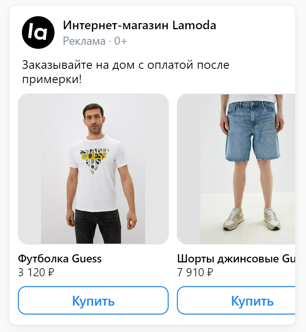 la
Интернет-магазин Lamoda
Реклама · 0+
Заказывайте на дом с оплатой после
примерки!
GUESS
Футболка Guess
3 120 ₽
Купить
Шорты джинсовые Gu
7 910 ₽
Купить